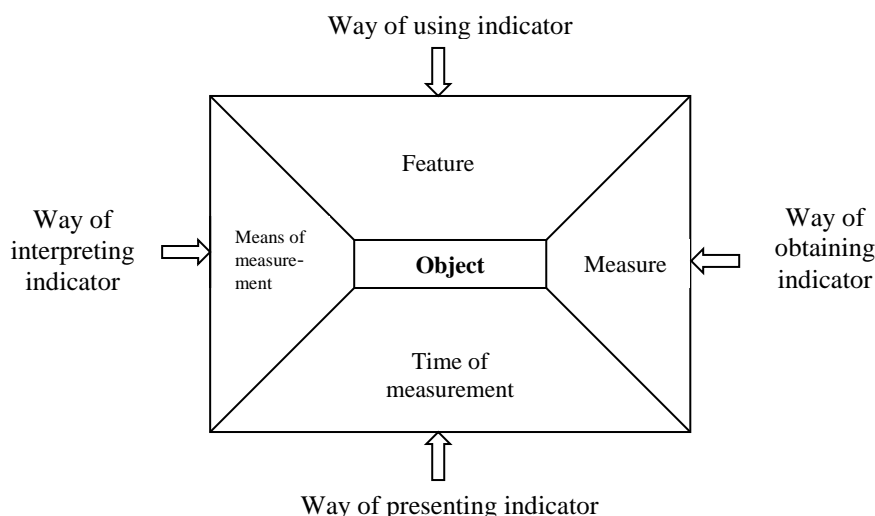 Way of using indicator
Feature
Way of
interpreting
indicator
Means of
measure-
ment
Object
Measure
Way of
obtaining
indicator
Time of
measurement
Way of presenting indicator